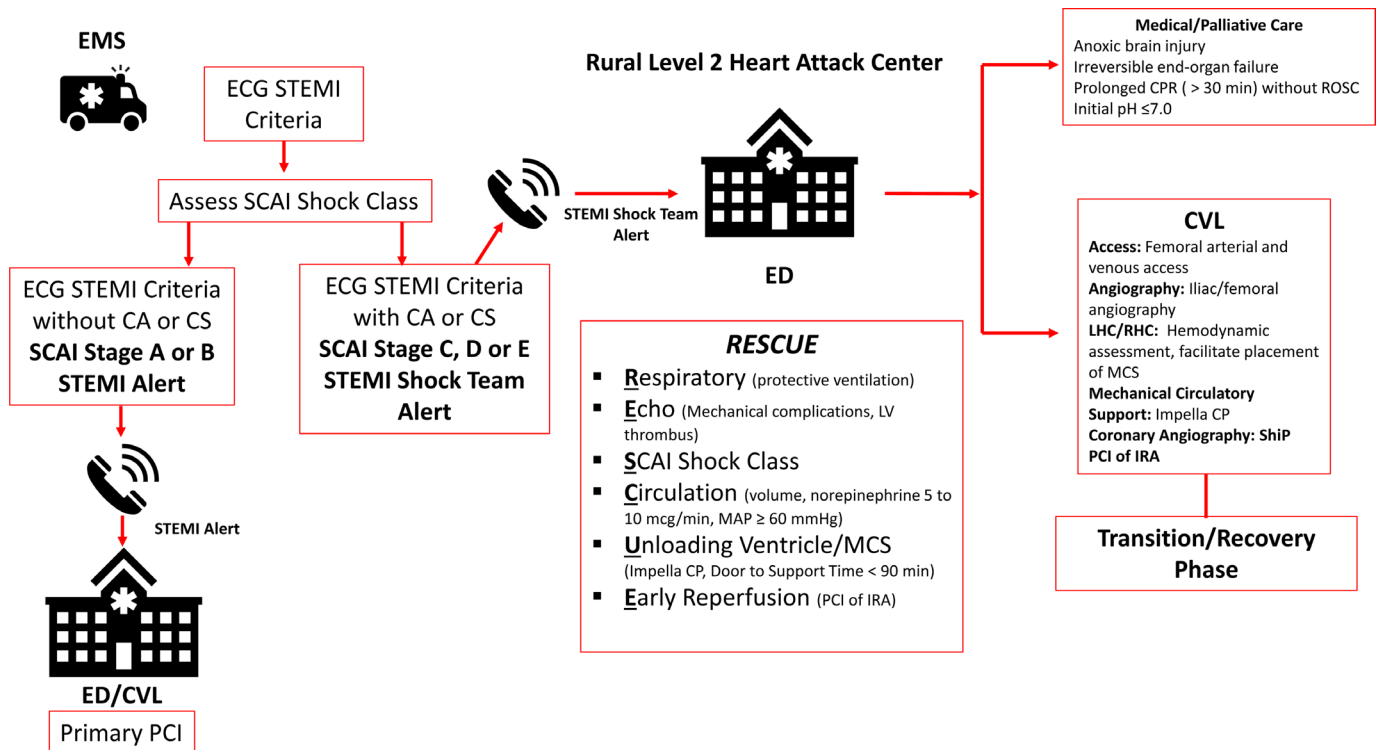 EMS
ECG STEMI
Criteria
Assess SCAI Shock Class
ECG STEMI Criteria
without CA or CS
SCAI Stage A or B
STEMI Alert
STEMI Alert
ED/CVL
Primary PCI
ECG STEMI Criteria
with CA or CS
SCAI Stage C, D or E
STEMI Shock Team
Alert
STEMI Shock Team
Alert
Rural Level 2 Heart Attack Center
ED
RESCUE
▪ Respiratory (protective ventilation)
▪ Echo (Mechanical complications, LV
thrombus)
▪ SCAI Shock Class
▪ Circulation (volume, norepinephrine 5 to
10 mcg/min, MAP ≥ 60 mmHg)
▪ Unloading Ventricle/MCS
(Impella CP, Door to Support Time < 90 min)
▪ Early Reperfusion (PCI of IRA)
Medical/Palliative Care
Anoxic brain injury
Irreversible end-organ failure
Prolonged CPR ( > 30 min) without ROSC
Initial pH ≤7.0
CVL
Access: Femoral arterial and
venous access
Angiography: Iliac/femoral
angiography
LHC/RHC: Hemodynamic
assessment, facilitate placement
of MCS
Mechanical Circulatory
Support: Impella CP
Coronary Angiography: ShiP
PCI of IRA
Transition/Recovery
Phase